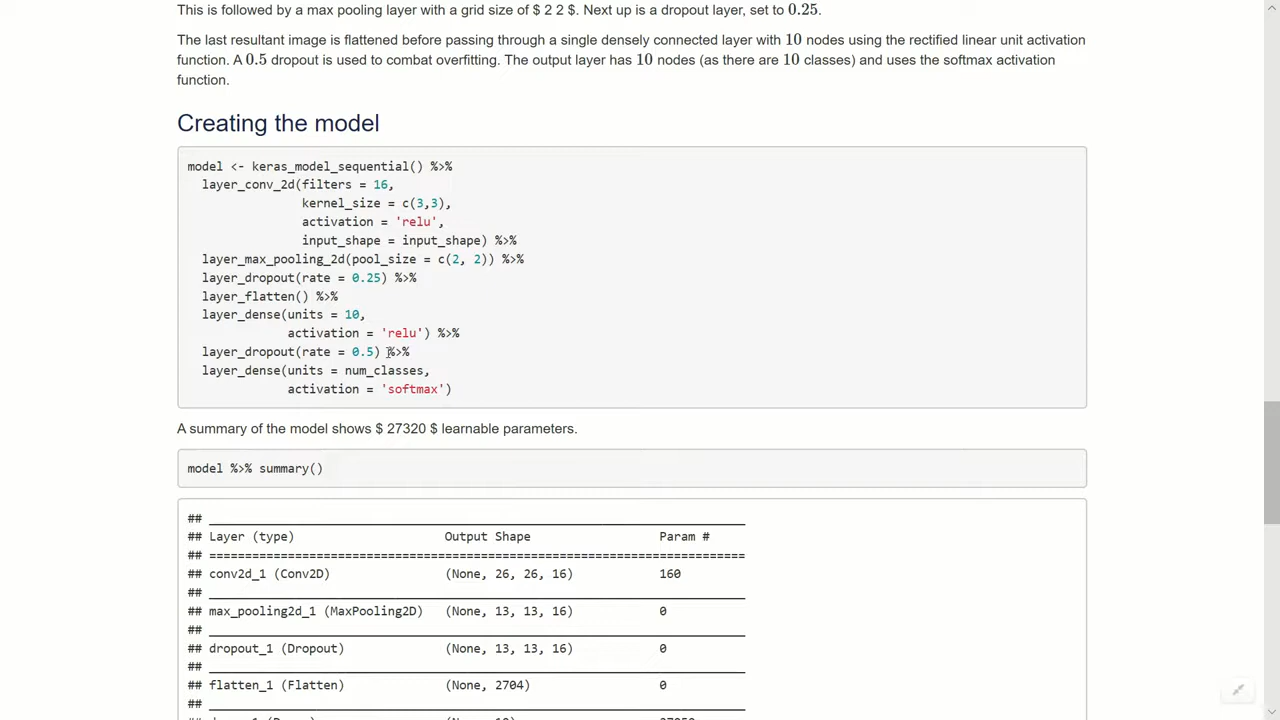 This is followed by a max pooling layer with a grid size of $ 2 2 $. Next up is a dropout layer, set to 0.25.
The last resultant image is flattened before passing through a single densely connected layer with 10 nodes using the rectified linear unit activation
function. A 0.5 dropout is used to combat overfitting. The output layer has 10 nodes (as there are 10 classes) and uses the softmax activation
function.
Creating the model
model <- keras_model_sequential() %>%
layer_conv_2d(filters = 16,
kernel_size = c(3,3),
activation = 'relu',
input_shape = input_shape) %>%
layer_max_pooling_2d(pool_size = c(2, 2)) %>%
layer_dropout(rate = 0.25) %>%
layer_flatten() %>%
layer_dense(units = 10,
activation = 'relu') %>%
layer_dropout(rate = 0.5) %>%
layer_dense(units = num_classes,
activation = 'softmax')
A summary of the model shows $ 27320 $ learnable parameters.
model %>% summary()
## ___________________________________________________________________________
## Layer (type)                     Output Shape                  Param #
## ===========================================================================
## conv2d_1 (Conv2D)                (None, 26, 26, 16)            160
## ___________________________________________________________________________
## max_pooling2d_1 (MaxPooling2D)   (None, 13, 13, 16)            0
## ___________________________________________________________________________
## dropout_1 (Dropout)              (None, 13, 13, 16)            0
## ___________________________________________________________________________
## flatten_1 (Flatten)              (None, 2704)                  0
## ___________________________________________________________________________